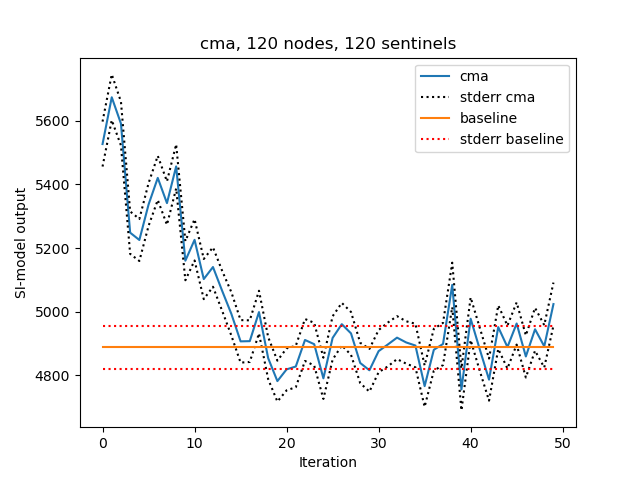 cma, 120 nodes, 120 sentinels
cma
stderr cma
baseline
stderr baseline
SI-model output
5600
5400
5200
5000
4800
0 10 20 30 40 50
Iteration